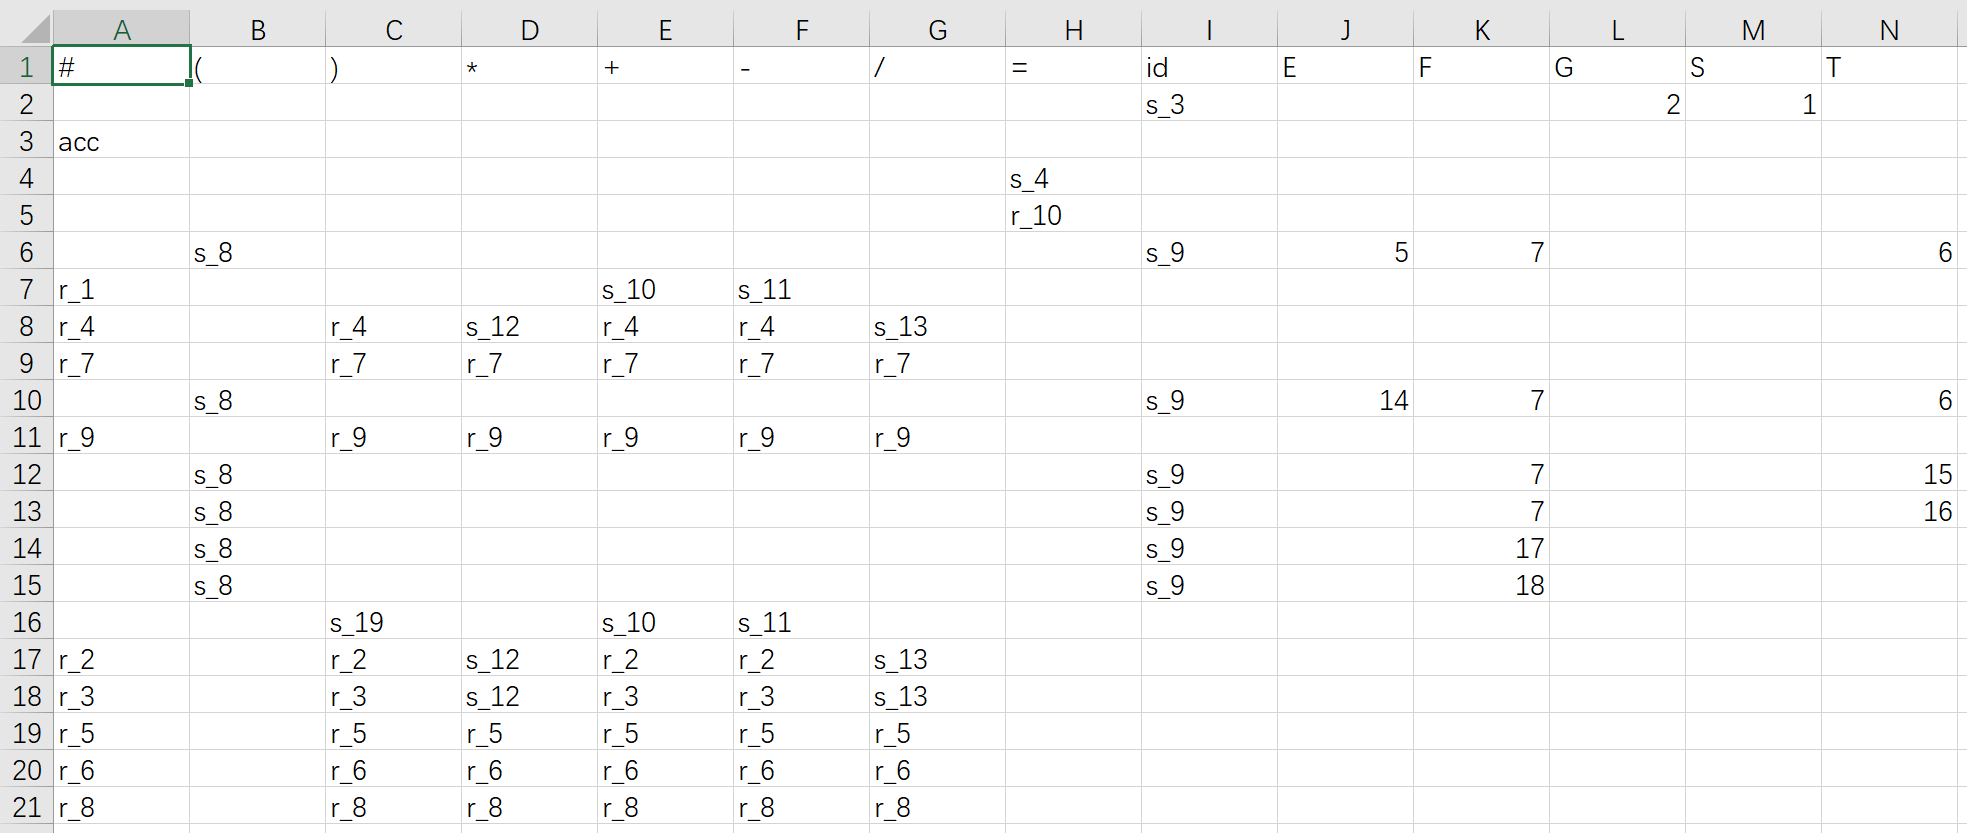 A B C D E F G H I J K L M N
1 # ( ) * + - / = id E F G S T
2 s_3 2 1
3 acc
4 s_4
5 r_10
6 s_8 s_9 5 7 6
7 r_1 s_10 s_11
8 r_4 r_4 s_12 r_4 r_4 s_13
9 r_7 r_7 r_7 r_7 r_7 r_7
10 s_8 s_9 14 7 6
11 r_9 r_9 r_9 r_9 r_9 r_9
12 s_8 s_9 7 15
13 s_8 s_9 7 16
14 s_8 s_9 17
15 s_8 s_9 18
16 s_19 s_10 s_11
17 r_2 r_2 s_12 r_2 r_2 s_13
18 r_3 r_3 s_12 r_3 r_3 s_13
19 r_5 r_5 r_5 r_5 r_5 r_5
20 r_6 r_6 r_6 r_6 r_6 r_6
21 r_8 r_8 r_8 r_8 r_8 r_8